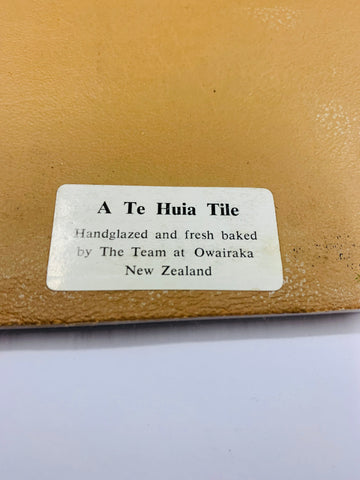 A Te Huia Tile
Handglazed and fresh baked
by The Team at Owairaka
New Zealand